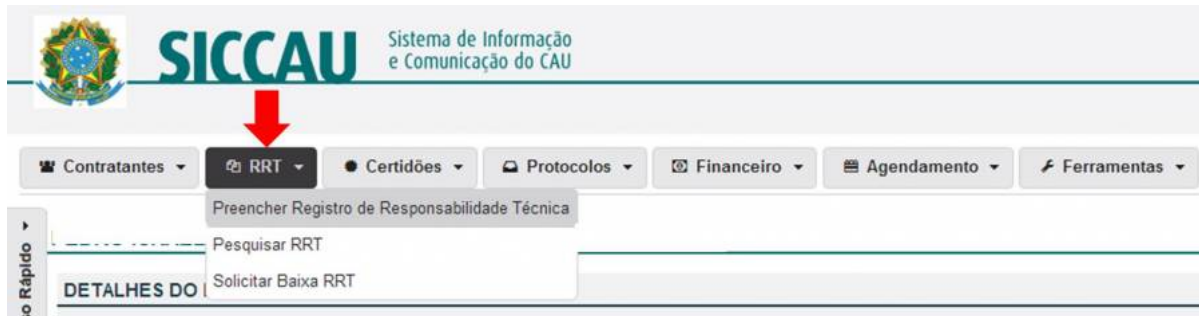 SICCAU
Sistema de Informação
e Comunicação do CAU
Contratantes RRT Certidões Protocolos Financeiro Agendamento Ferramentas
Preencher Registro de Responsabilidade Técnica
Pesquisar RRT
Solicitar Baixa RRT
Rápido
DETALHES DO